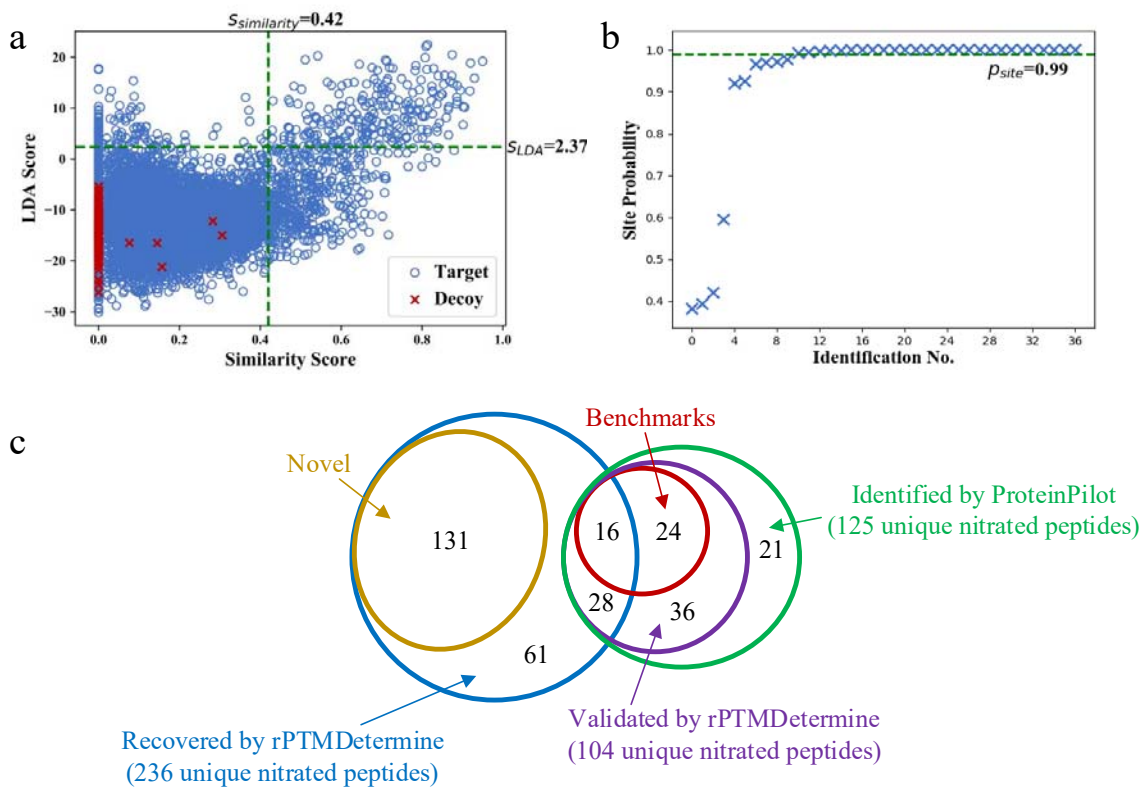 a
S_similarity=0.42
LDA Score
20
10
0
−10
−20
−30
S_LDA=2.37
Target
Decoy
0.0 0.2 0.4 0.6 0.8 1.0
Similarity Score
b
Site Probability
1.0
0.9
0.8
0.7
0.6
0.5
0.4
p_site=0.99
0 4 8 12 16 20 24 28 32 36
Identification No.
c
Benchmarks
Novel
Identified by ProteinPilot
(125 unique nitrated peptides)
131
16
24
21
28
36
61
Recovered by rPTMDetermine
(236 unique nitrated peptides)
Validated by rPTMDetermine
(104 unique nitrated peptides)